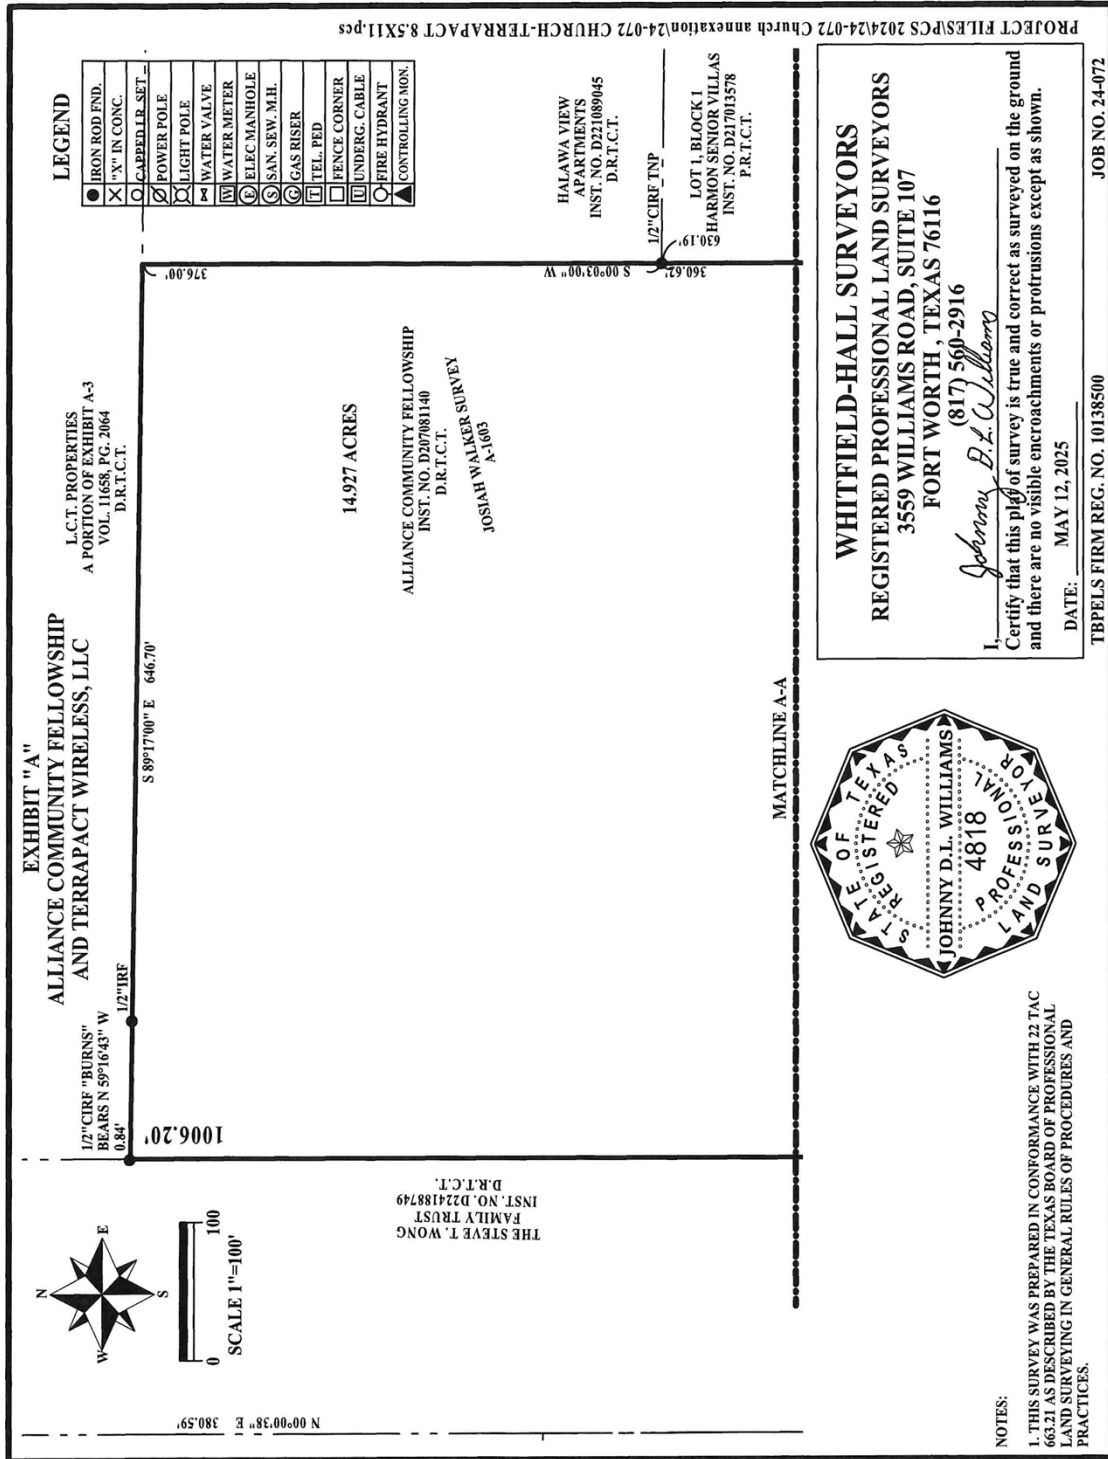 EXHIBIT "A"
ALLIANCE COMMUNITY FELLOWSHIP
AND TERRAPACT WIRELESS, LLC
N
W
E
S
0
100
SCALE 1"=100'
N 00°00'38" E 380.59'
1/2"CIRF "BURNS"
BEARS N 59°16'43" W
0.84'
1/2"IRF
1006.20'
S 89°17'00" E 646.70'
L.C.T. PROPERTIES
A PORTION OF EXHIBIT A-3
VOL. 11658, PG. 2064
D.R.T.C.T.
LEGEND
IRON ROD FND.
"X" IN CONC.
CAPPED I.R. SET
POWER POLE
LIGHT POLE
WATER VALVE
W WATER METER
E ELEC MANHOLE
S SAN. SEW. M.H.
G GAS RISER
T TEL. PED
FENCE CORNER
U UNDERG. CABLE
FIRE HYDRANT
CONTROLLING MON.
376.00'
THE STEVE T. WONG
FAMILY TRUST
INST. NO. D224188749
D.R.T.C.T.
14.927 ACRES
ALLIANCE COMMUNITY FELLOWSHIP
INST. NO. D207081140
D.R.T.C.T.
JOSIAH WALKER SURVEY
A-1603
S 00°03'00" W
630.19'
360.62'
HALAWA VIEW
APARTMENTS
INST. NO. D221089045
D.R.T.C.T.
1/2"CIRF TNP
LOT 1, BLOCK 1
HARMON SENIOR VILLAS
INST. NO. D217013578
P.R.T.C.T.
MATCHLINE A-A
NOTES:
1. THIS SURVEY WAS PREPARED IN CONFORMANCE WITH 22 TAC
663.21 AS DESCRIBED BY THE TEXAS BOARD OF PROFESSIONAL
LAND SURVEYING IN GENERAL RULES OF PROCEDURES AND
PRACTICES.
STATE OF TEXAS
REGISTERED
JOHNNY D.L. WILLIAMS
4818
PROFESSIONAL
LAND SURVEYOR
WHITFIELD-HALL SURVEYORS
REGISTERED PROFESSIONAL LAND SURVEYORS
3559 WILLIAMS ROAD, SUITE 107
FORT WORTH , TEXAS 76116
(817) 560-2916
I, Johnny D.L. Williams
Certify that this plat of survey is true and correct as surveyed on the ground
and there are no visible encroachments or protrusions except as shown.
DATE: MAY 12, 2025
TBPELS FIRM REG. NO. 10138500
JOB NO. 24-072
PROJECT FILES\PCS 2024\24-072 Church annexation\24-072 CHURCH-TERRAPACT 8.5X11.pcs